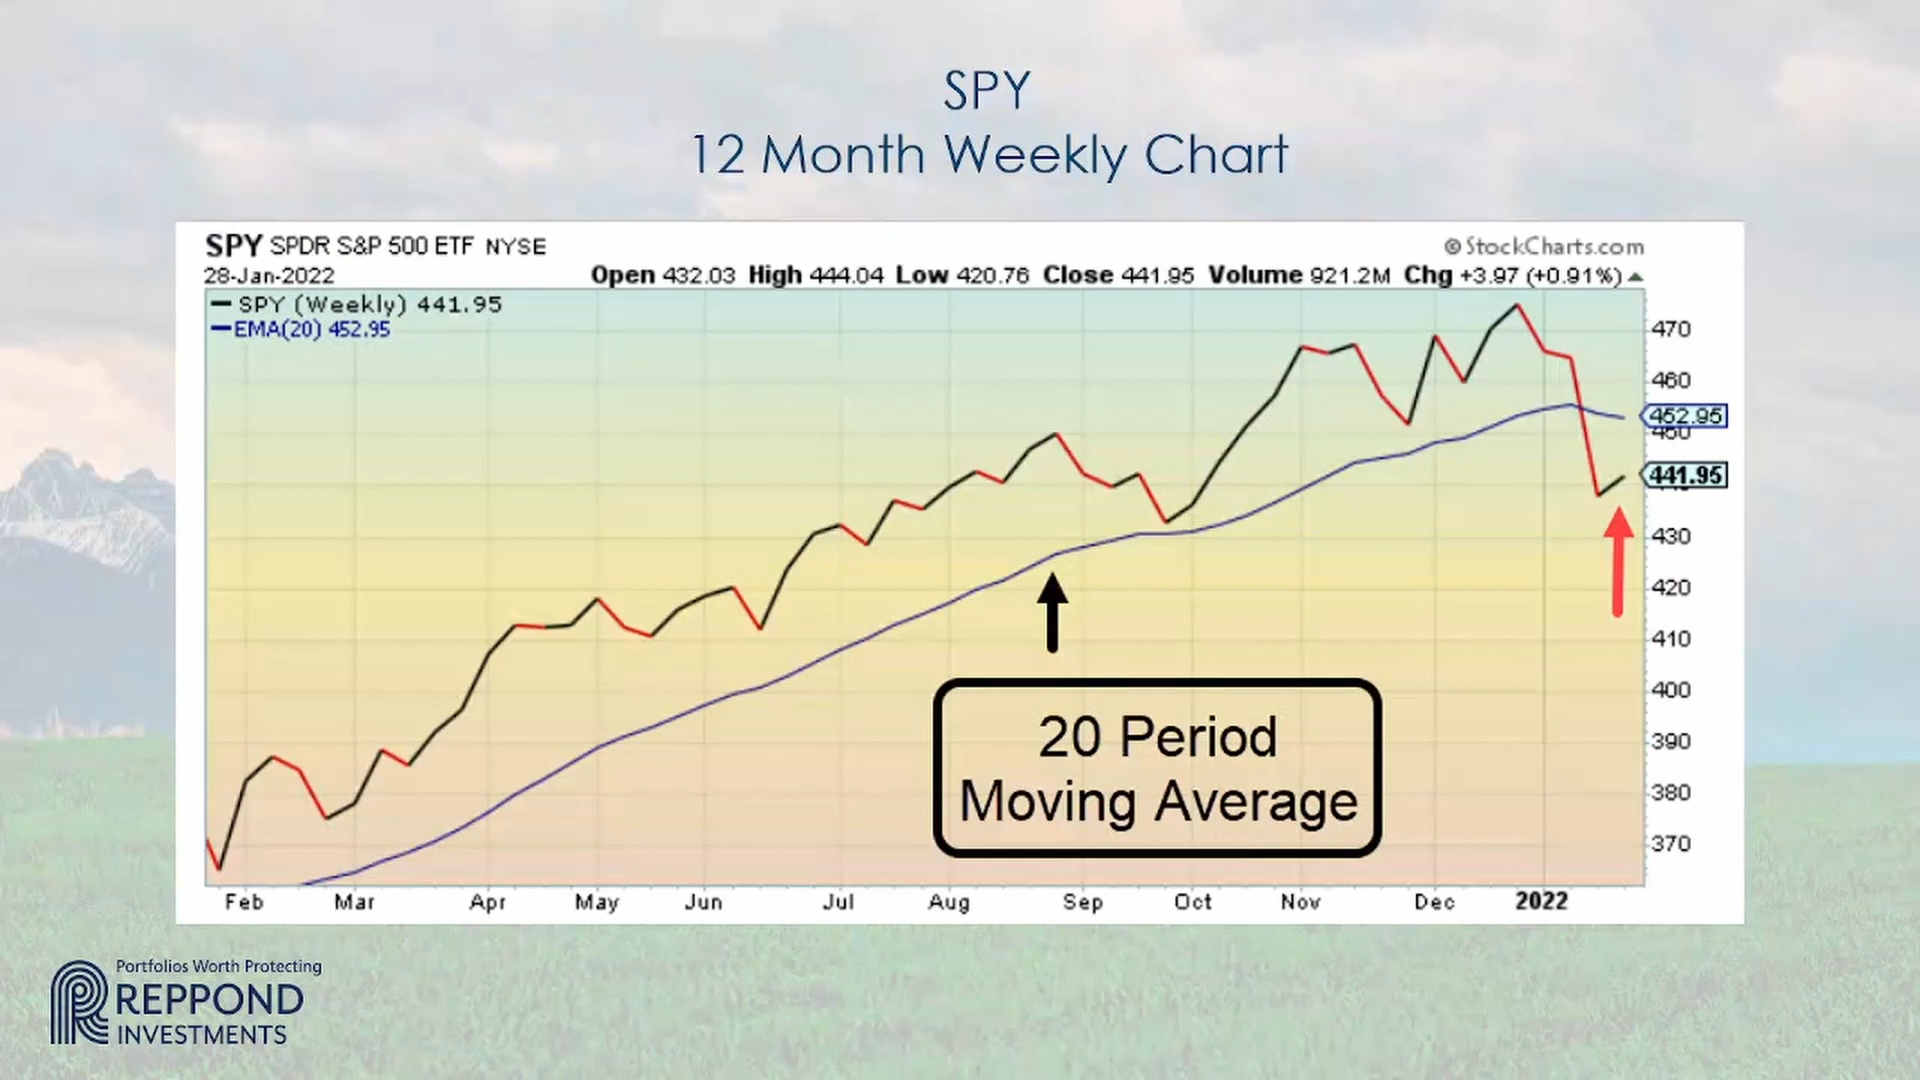 SPY
12 Month Weekly Chart
SPY SPDR S&P 500 ETF NYSE
© StockCharts.com
28-Jan-2022
Open 432.03 High 444.04 Low 420.76 Close 441.95 Volume 921.2M Chg +3.97 (+0.91%)
SPY (Weekly) 441.95
EMA(20) 452.95
470
460
452.95
450
441.95
430
420
410
400
390
380
370
20 Period
Moving Average
Feb Mar Apr May Jun Jul Aug Sep Oct Nov Dec 2022
Portfolios Worth Protecting
REPPOND
INVESTMENTS